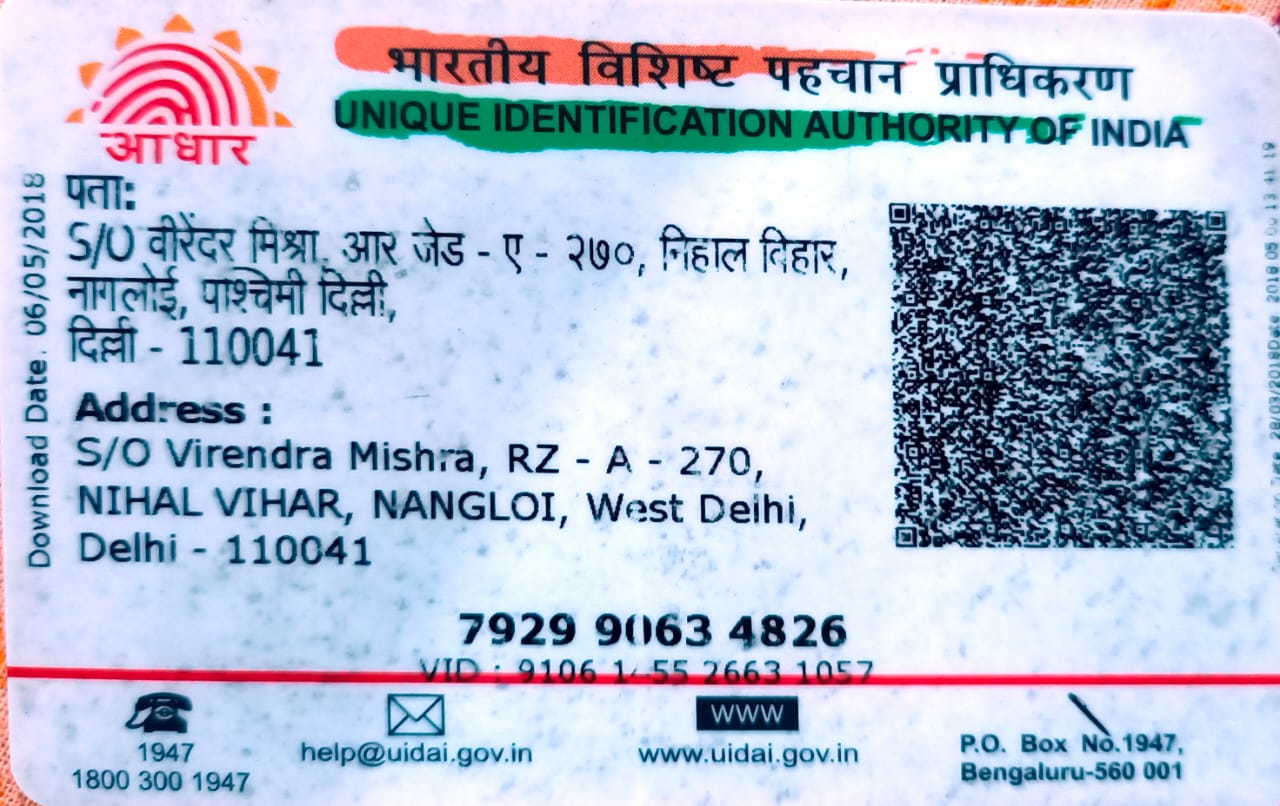 भारतीय विशिष्ट पहचान प्राधिकरण
UNIQUE IDENTIFICATION AUTHORITY OF INDIA
आधार
पता:
S/O वीरेंदर मिश्रा, आर जेड - ए - २७०, निहाल विहार,
नागलोई, पाश्चिमी दिल्ली,
दिल्ली - 110041
Address :
S/O Virendra Mishra, RZ - A - 270,
NIHAL VIHAR, NANGLOI, West Delhi,
Delhi - 110041
Download Date: 06/05/2018
7929 9063 4826
VID : 9106 2663 1057
1947
1800 300 1947
help@uidai.gov.in
WWW
www.uidai.gov.in
P.O. Box No.1947,
Bengaluru-560 001